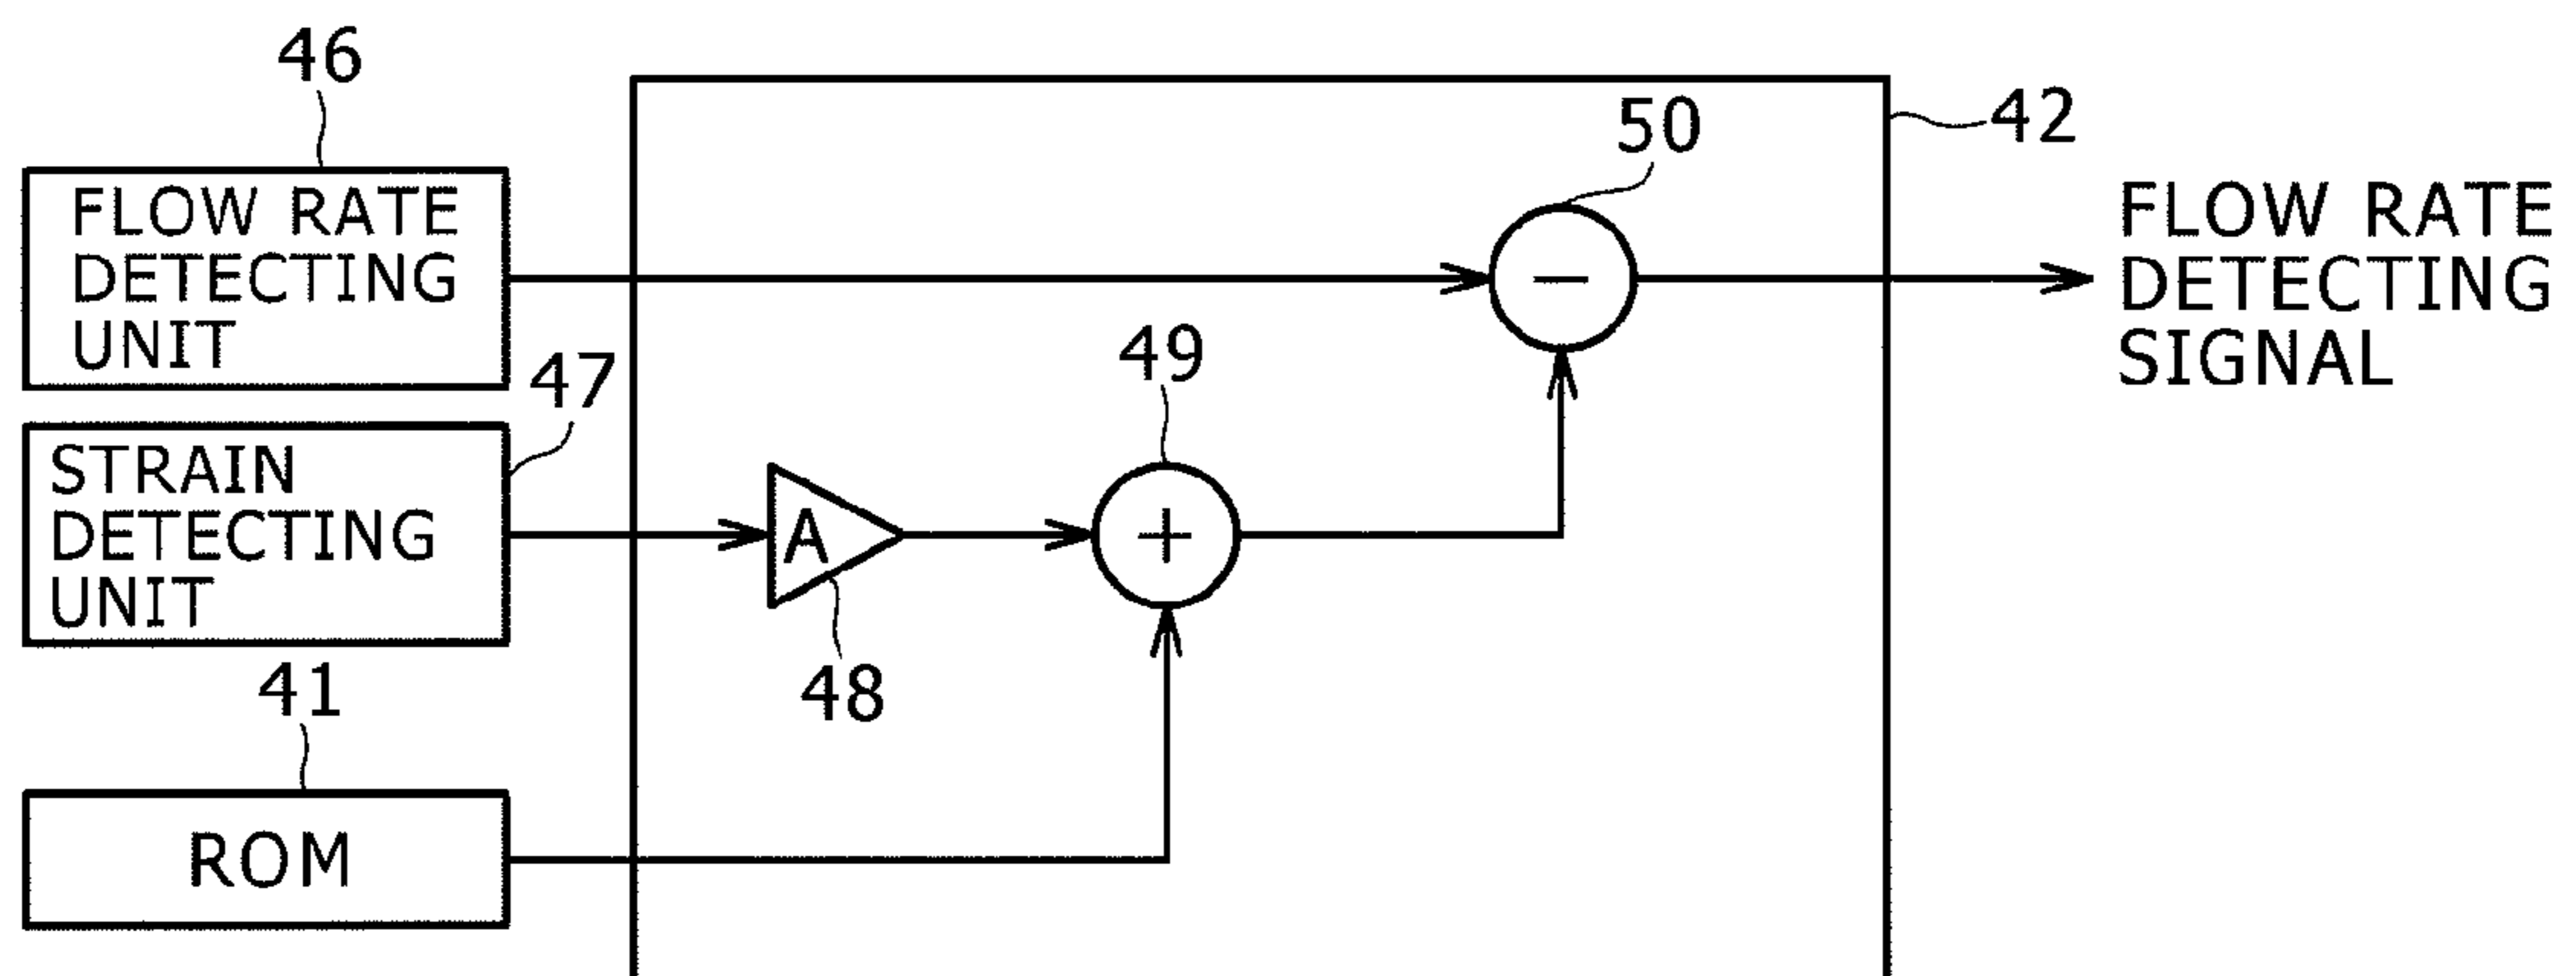 46
FLOW RATE
DETECTING
UNIT
47
STRAIN
DETECTING
UNIT
41
ROM
A
48
49
+
50
−
42
FLOW RATE
DETECTING
SIGNAL